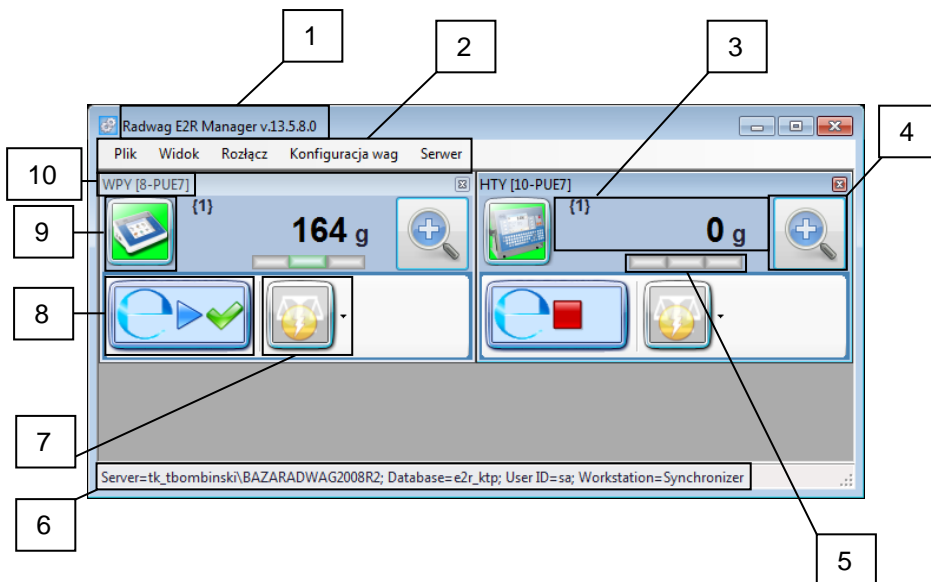 1
2
3
4
Radwag E2R Manager v.13.5.8.0
Plik Widok Rozłącz Konfiguracja wag Serwer
10
WPY [8-PUE7]
HTY [10-PUE7]
9
{1}
164 g
{1}
0 g
8
7
6
Server=tk_tbombinski\BAZARADWAG2008R2; Database=e2r_ktp; User ID=sa; Workstation=Synchronizer
5